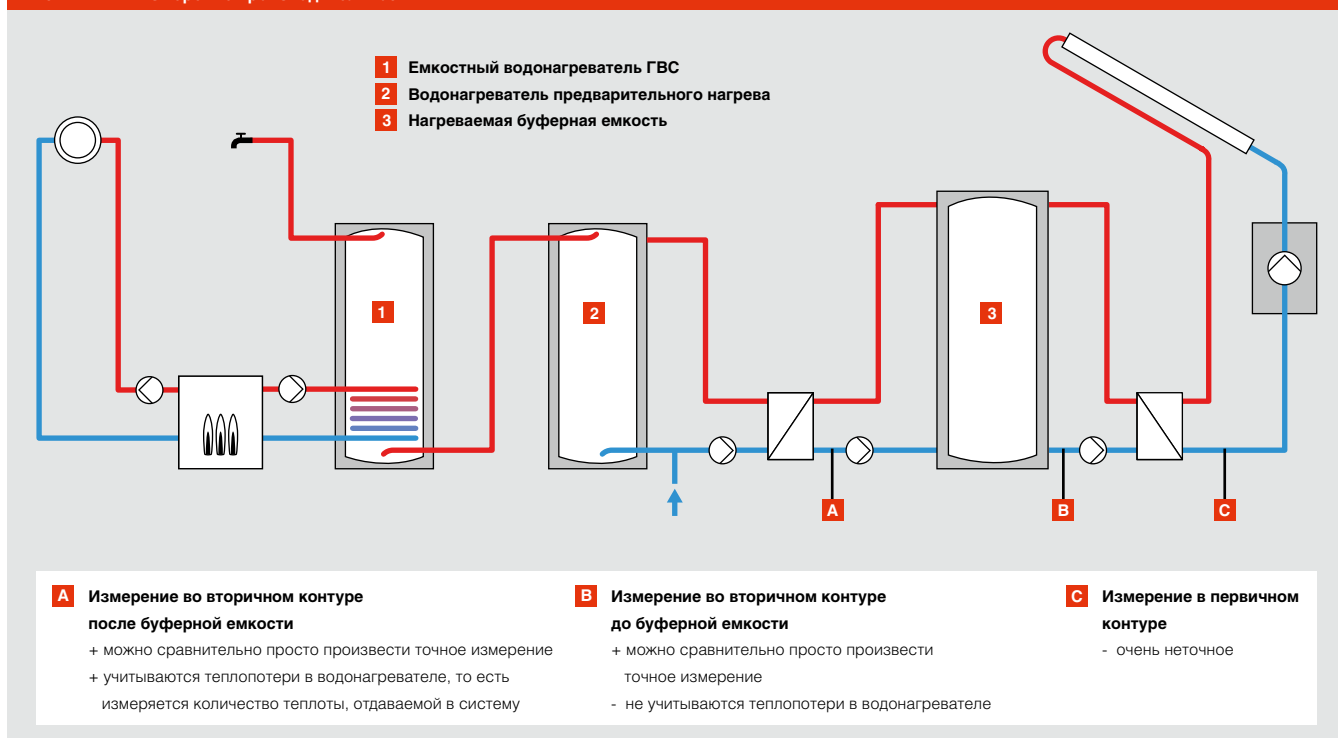 1 Емкостный водонагреватель ГВС
2 Водонагреватель предварительного нагрева
3 Нагреваемая буферная емкость
1
2
3
A
B
C
A Измерение во вторичном контуре
после буферной емкости
+ можно сравнительно просто произвести точное измерение
+ учитываются теплопотери в водонагревателе, то есть
измеряется количество теплоты, отдаваемой в систему
B Измерение во вторичном контуре
до буферной емкости
+ можно сравнительно просто произвести
точное измерение
- не учитываются теплопотери в водонагревателе
C Измерение в первичном
контуре
- очень неточное